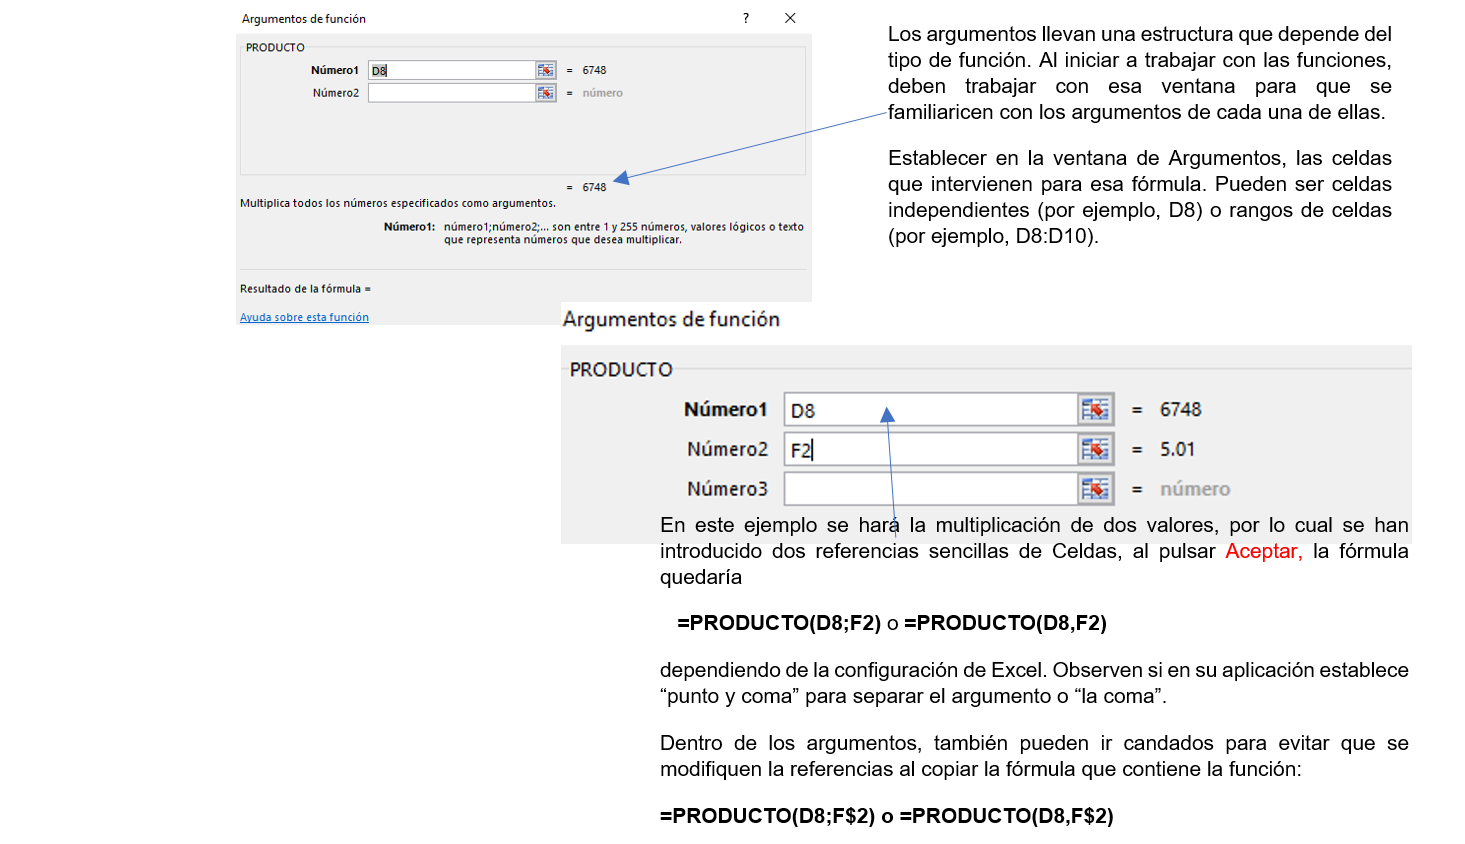 Argumentos de función ? ×
PRODUCTO
Número1 D8 = 6748
Número2 = número
= 6748
Multiplica todos los números especificados como argumentos.
Número1: número1;número2;... son entre 1 y 255 números, valores lógicos o texto
que representa números que desea multiplicar.
Resultado de la fórmula =
Ayuda sobre esta función
Los argumentos llevan una estructura que depende del
tipo de función. Al iniciar a trabajar con las funciones,
deben trabajar con esa ventana para que se
familiaricen con los argumentos de cada una de ellas.
Establecer en la ventana de Argumentos, las celdas
que intervienen para esa fórmula. Pueden ser celdas
independientes (por ejemplo, D8) o rangos de celdas
(por ejemplo, D8:D10).
Argumentos de función
PRODUCTO
Número1 D8 = 6748
Número2 F2 = 5.01
Número3 = número
En este ejemplo se hará la multiplicación de dos valores, por lo cual se han
introducido dos referencias sencillas de Celdas, al pulsar Aceptar, la fórmula
quedaría
=PRODUCTO(D8;F2) o =PRODUCTO(D8,F2)
dependiendo de la configuración de Excel. Observen si en su aplicación establece
“punto y coma” para separar el argumento o “la coma”.
Dentro de los argumentos, también pueden ir candados para evitar que se
modifiquen la referencias al copiar la fórmula que contiene la función:
=PRODUCTO(D8;F$2) o =PRODUCTO(D8,F$2)